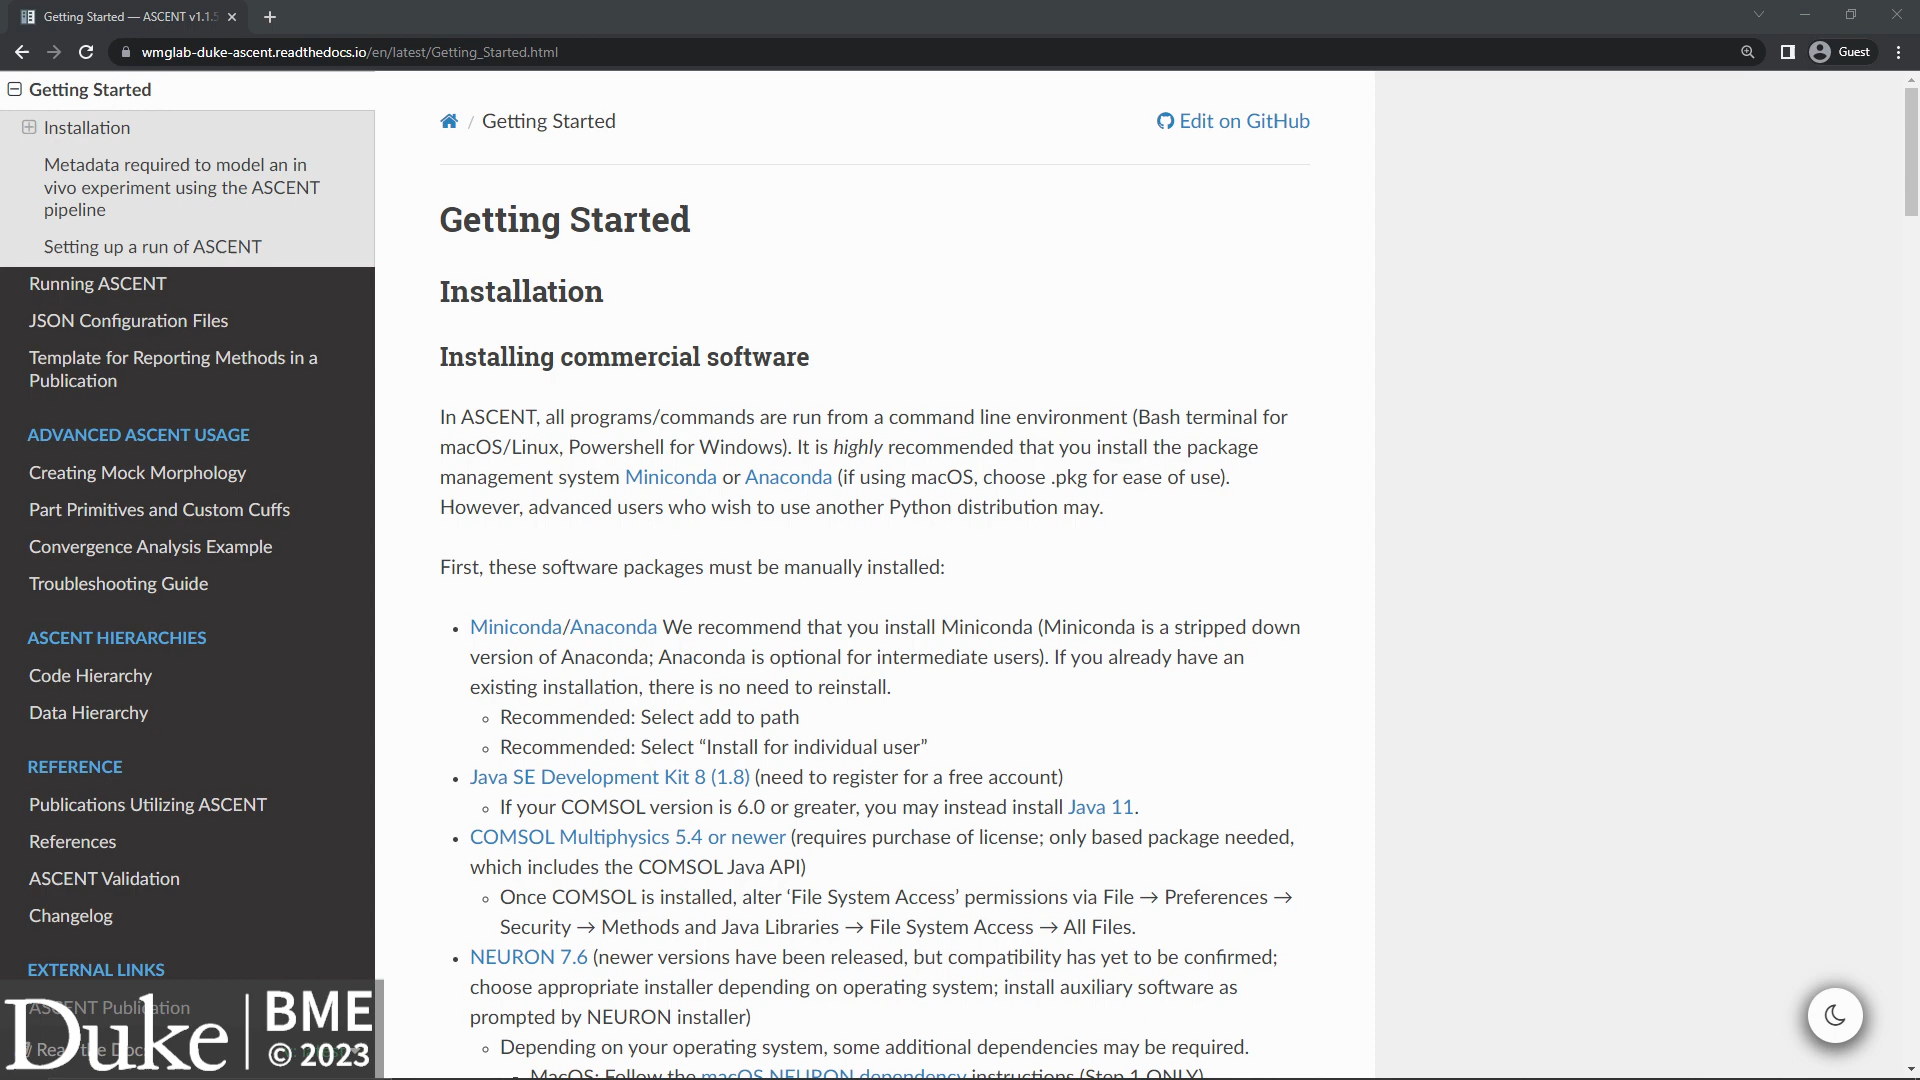 Getting Started — ASCENT v1.1.5
wmglab-duke-ascent.readthedocs.io/en/latest/Getting_Started.html
Guest
Getting Started
Installation
Metadata required to model an in
vivo experiment using the ASCENT
pipeline
Setting up a run of ASCENT
Running ASCENT
JSON Configuration Files
Template for Reporting Methods in a
Publication
ADVANCED ASCENT USAGE
Creating Mock Morphology
Part Primitives and Custom Cuffs
Convergence Analysis Example
Troubleshooting Guide
ASCENT HIERARCHIES
Code Hierarchy
Data Hierarchy
REFERENCE
Publications Utilizing ASCENT
References
ASCENT Validation
Changelog
EXTERNAL LINKS
ASCENT Publication
Read the Docs
Duke
BME
© 2023
/ Getting Started
Edit on GitHub
Getting Started
Installation
Installing commercial software
In ASCENT, all programs/commands are run from a command line environment (Bash terminal for
macOS/Linux, Powershell for Windows). It is highly recommended that you install the package
management system Miniconda or Anaconda (if using macOS, choose .pkg for ease of use).
However, advanced users who wish to use another Python distribution may.
First, these software packages must be manually installed:
• Miniconda/Anaconda We recommend that you install Miniconda (Miniconda is a stripped down
version of Anaconda; Anaconda is optional for intermediate users). If you already have an
existing installation, there is no need to reinstall.
◦ Recommended: Select add to path
◦ Recommended: Select “Install for individual user”
• Java SE Development Kit 8 (1.8) (need to register for a free account)
◦ If your COMSOL version is 6.0 or greater, you may instead install Java 11.
• COMSOL Multiphysics 5.4 or newer (requires purchase of license; only based package needed,
which includes the COMSOL Java API)
◦ Once COMSOL is installed, alter ‘File System Access’ permissions via File → Preferences →
Security → Methods and Java Libraries → File System Access → All Files.
• NEURON 7.6 (newer versions have been released, but compatibility has yet to be confirmed;
choose appropriate installer depending on operating system; install auxiliary software as
prompted by NEURON installer)
◦ Depending on your operating system, some additional dependencies may be required.
MacOS: Follow the macOS NEURON dependency instructions (Step 1 ONLY)